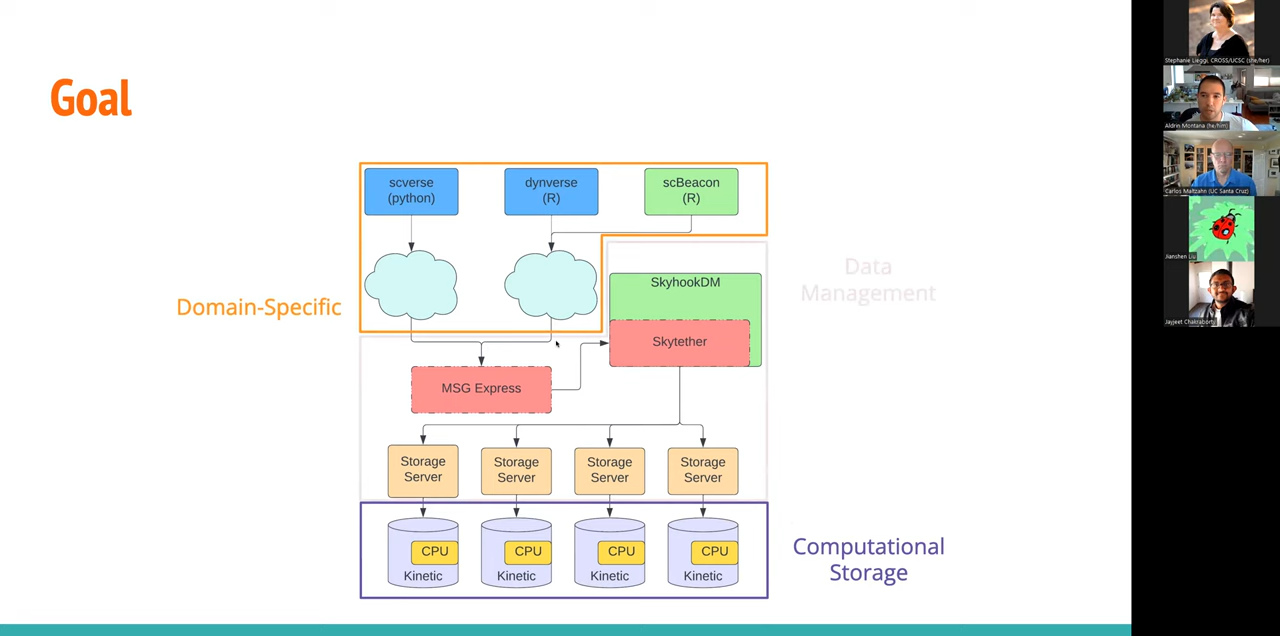 Goal
scverse
(python)
dynverse
(R)
scBeacon
(R)
Domain-Specific
SkyhookDM
Skytether
Data
Management
MSG Express
Storage
Server
Storage
Server
Storage
Server
Storage
Server
CPU
Kinetic
CPU
Kinetic
CPU
Kinetic
CPU
Kinetic
Computational
Storage
Stephanie Lieggi, CROSS/UCSC (she/her)
Aldrin Montana (he/him)
Carlos Maltzahn (UC Santa Cruz)
Jianshen Liu
Jayjeet Chakraborty